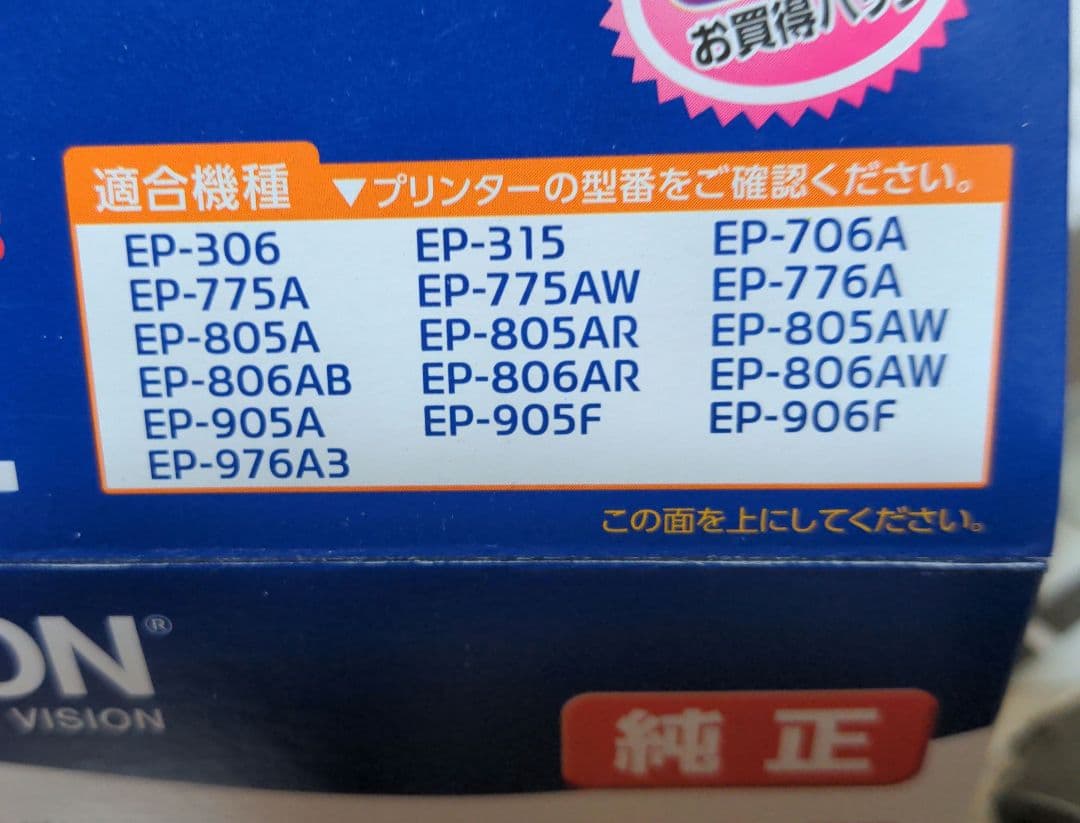 お買得パック
適合機種 ▼プリンターの型番をご確認ください。
EP-306 EP-315 EP-706A
EP-775A EP-775AW EP-776A
EP-805A EP-805AR EP-805AW
EP-806AB EP-806AR EP-806AW
EP-905A EP-905F EP-906F
EP-976A3
この面を上にしてください。
ON®
VISION
純正